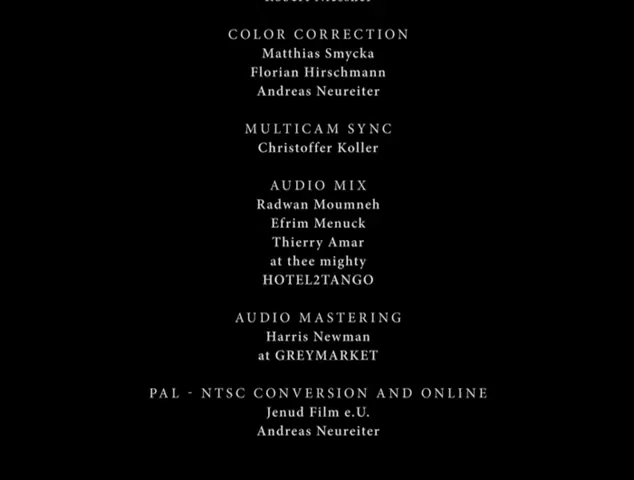 COLOR CORRECTION
Matthias Smycka
Florian Hirschmann
Andreas Neureiter
MULTICAM SYNC
Christoffer Koller
AUDIO MIX
Radwan Moumneh
Efrim Menuck
Thierry Amar
at thee mighty
HOTEL2TANGO
AUDIO MASTERING
Harris Newman
at GREYMARKET
PAL - NTSC CONVERSION AND ONLINE
Jenud Film e.U.
Andreas Neureiter